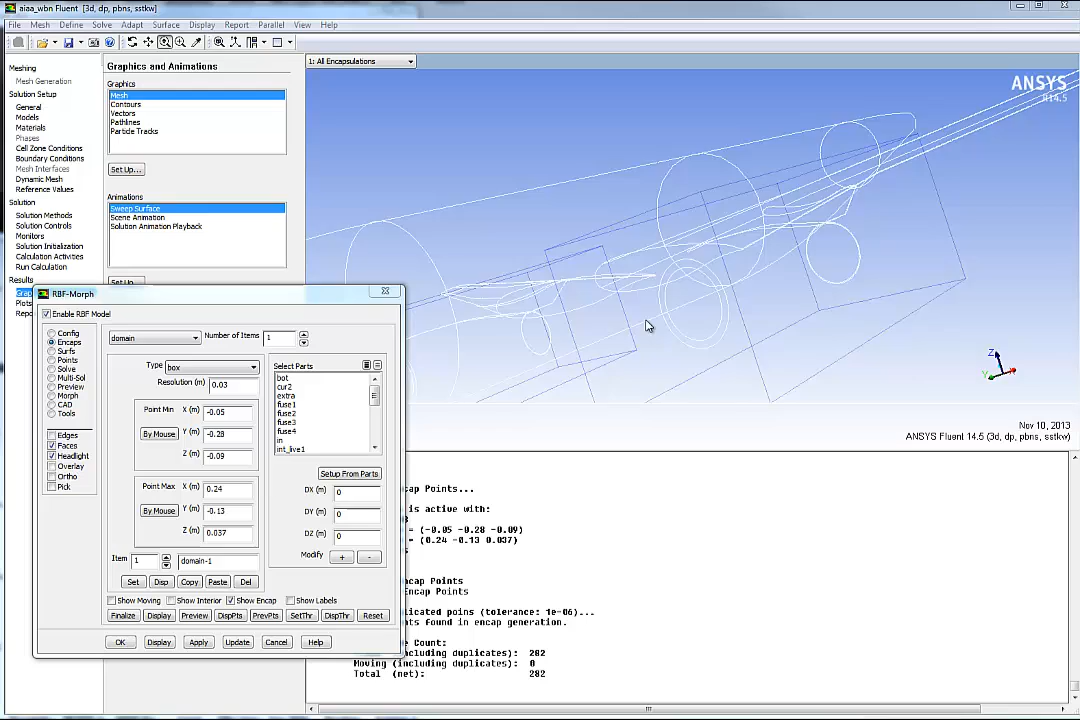 aiaa_wbn Fluent [3d, dp, pbns, sstkw]
File Mesh Define Solve Adapt Surface Display Report Parallel View Help
Meshing
Mesh Generation
Solution Setup
General
Models
Materials
Phases
Cell Zone Conditions
Boundary Conditions
Mesh Interfaces
Dynamic Mesh
Reference Values
Solution
Solution Methods
Solution Controls
Monitors
Solution Initialization
Calculation Activities
Run Calculation
Results
Plots
Graphics and Animations
Graphics
Mesh
Contours
Vectors
Pathlines
Particle Tracks
Set Up...
Animations
Sweep Surface
Scene Animation
Solution Animation Playback
Set Up...
1: All Encapsulations
ANSYS
R14.5
Z
Y
Nov 10, 2013
ANSYS Fluent 14.5 (3d, dp, pbns, sstkw)
RBF-Morph
Enable RBF Model
Config
Encaps
Surfs
Points
Solve
Multi-Sol
Preview
Morph
CAD
Tools
Edges
Faces
Headlight
Overlay
Ortho
Pick
domain
Number of Items 1
Type box
Resolution (m) 0.03
Point Min X (m) -0.05
By Mouse Y (m) -0.28
Z (m) -0.09
Point Max X (m) 0.24
By Mouse Y (m) -0.13
Z (m) 0.037
Item 1 domain-1
Set Disp Copy Paste Del
Select Parts
bot
cur2
extra
fuse1
fuse2
fuse3
fuse4
in
int_live1
Setup From Parts
DX (m) 0
DY (m) 0
DZ (m) 0
Modify + -
Show Moving Show Interior Show Encap Show Labels
Finalize Display Preview DispPts PrevPts SetThr DispThr Reset
OK Display Apply Update Cancel Help
cap Points...
is active with:
= (-0.05 -0.28 -0.09)
= (0.24 -0.13 0.037)
ncap Points
Encap Points
plicated poins (tolerance: 1e-06)...
nts found in encap generation.
e Count:
(including duplicates): 282
Moving (including duplicates): 0
Total (net): 282